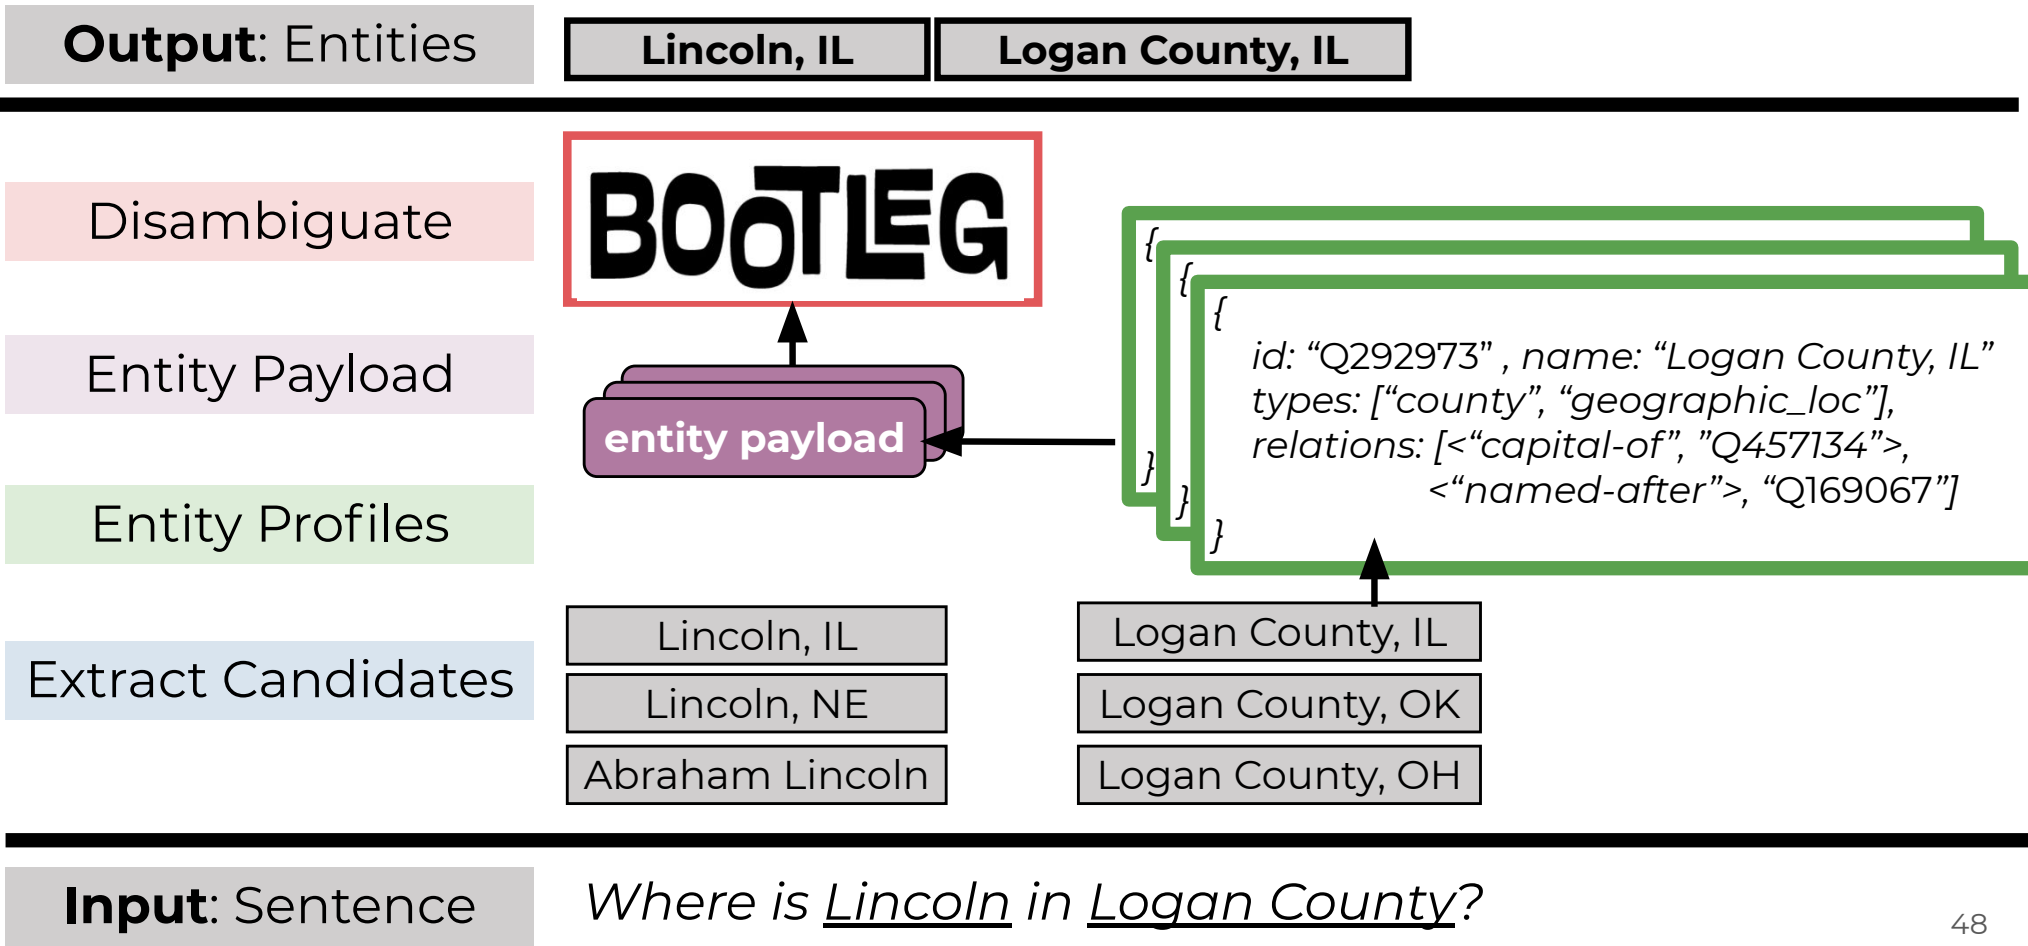 Output: Entities
Lincoln, IL
Logan County, IL
Disambiguate
BOOTLEG
Entity Payload
entity payload
{
{
{
id: “Q292973” , name: “Logan County, IL”
types: [“county”, “geographic_loc”],
relations: [<“capital-of”, ”Q457134”>,
<“named-after”>, “Q169067”]
}
}
}
Entity Profiles
Extract Candidates
Lincoln, IL
Lincoln, NE
Abraham Lincoln
Logan County, IL
Logan County, OK
Logan County, OH
Input: Sentence
Where is Lincoln in Logan County?
48